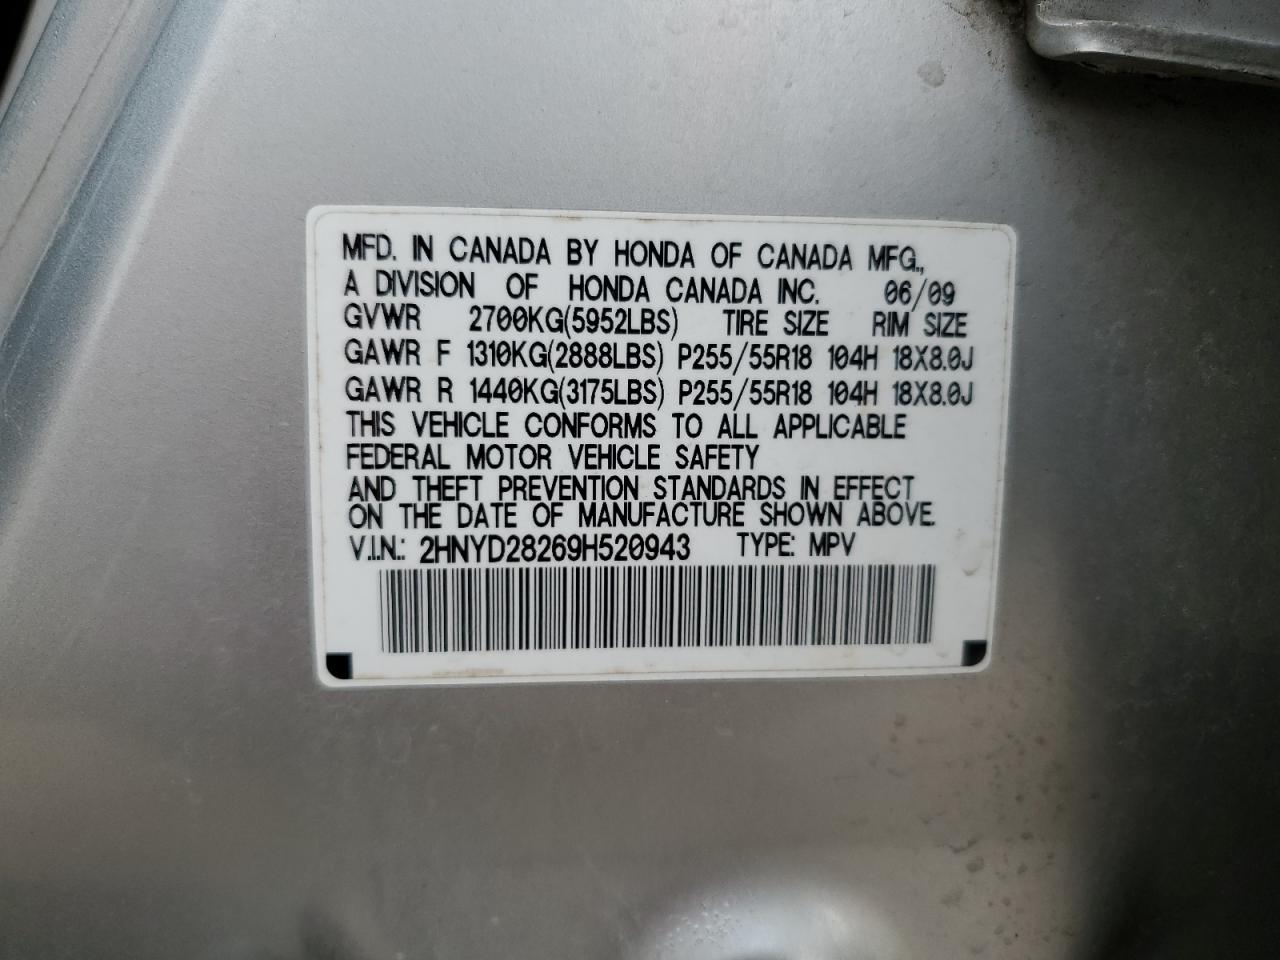 MFD. IN CANADA BY HONDA OF CANADA MFG.,
A DIVISION OF HONDA CANADA INC. 06/09
GVWR 2700KG(5952LBS) TIRE SIZE RIM SIZE
GAWR F 1310KG(2888LBS) P255/55R18 104H 18X8.0J
GAWR R 1440KG(3175LBS) P255/55R18 104H 18X8.0J
THIS VEHICLE CONFORMS TO ALL APPLICABLE
FEDERAL MOTOR VEHICLE SAFETY
AND THEFT PREVENTION STANDARDS IN EFFECT
ON THE DATE OF MANUFACTURE SHOWN ABOVE.
V.I.N.: 2HNYD28269H520943 TYPE: MPV